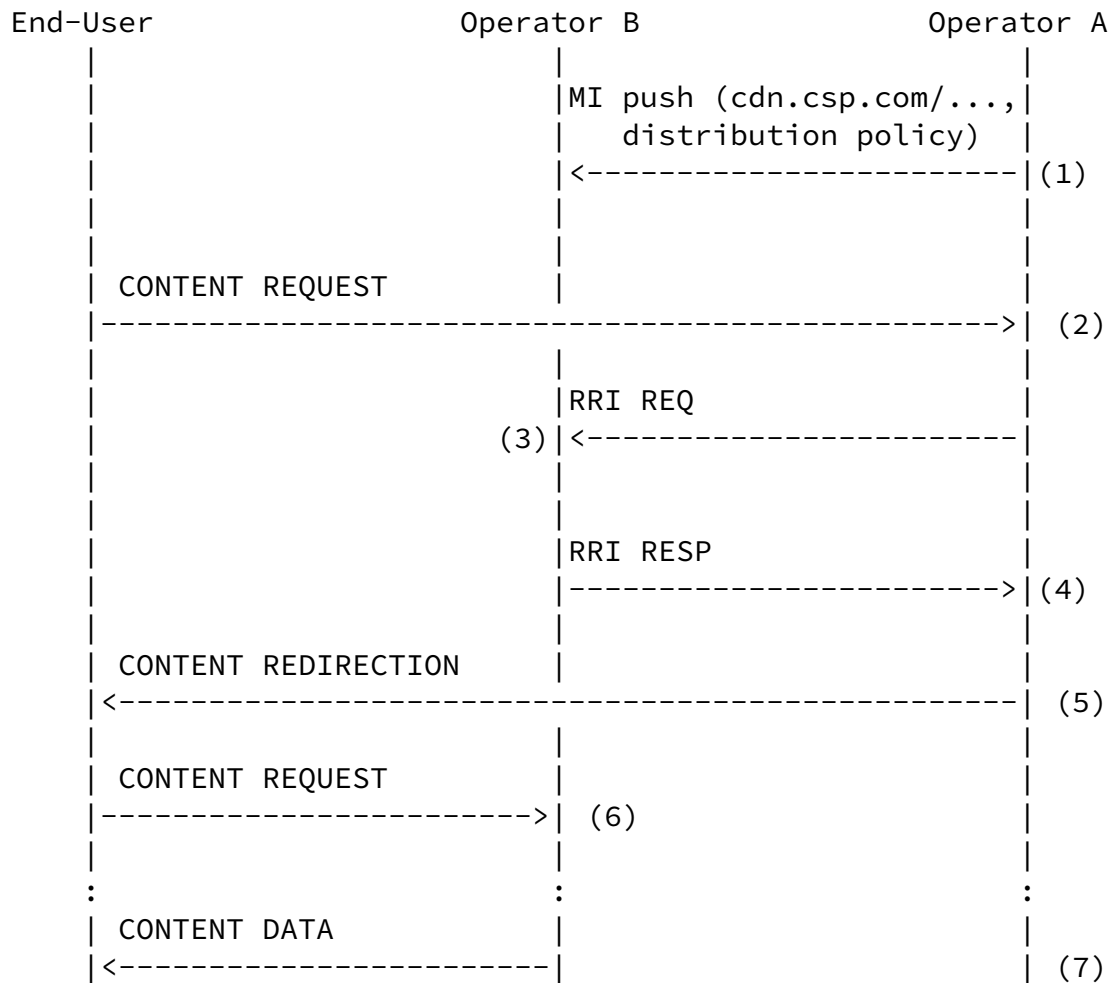 End-User Operator B Operator A
MI push (cdn.csp.com/...,
distribution policy)
(1)
CONTENT REQUEST
(2)
RRI REQ
(3)
RRI RESP
(4)
CONTENT REDIRECTION
(5)
CONTENT REQUEST
(6)
: : :
CONTENT DATA
(7)